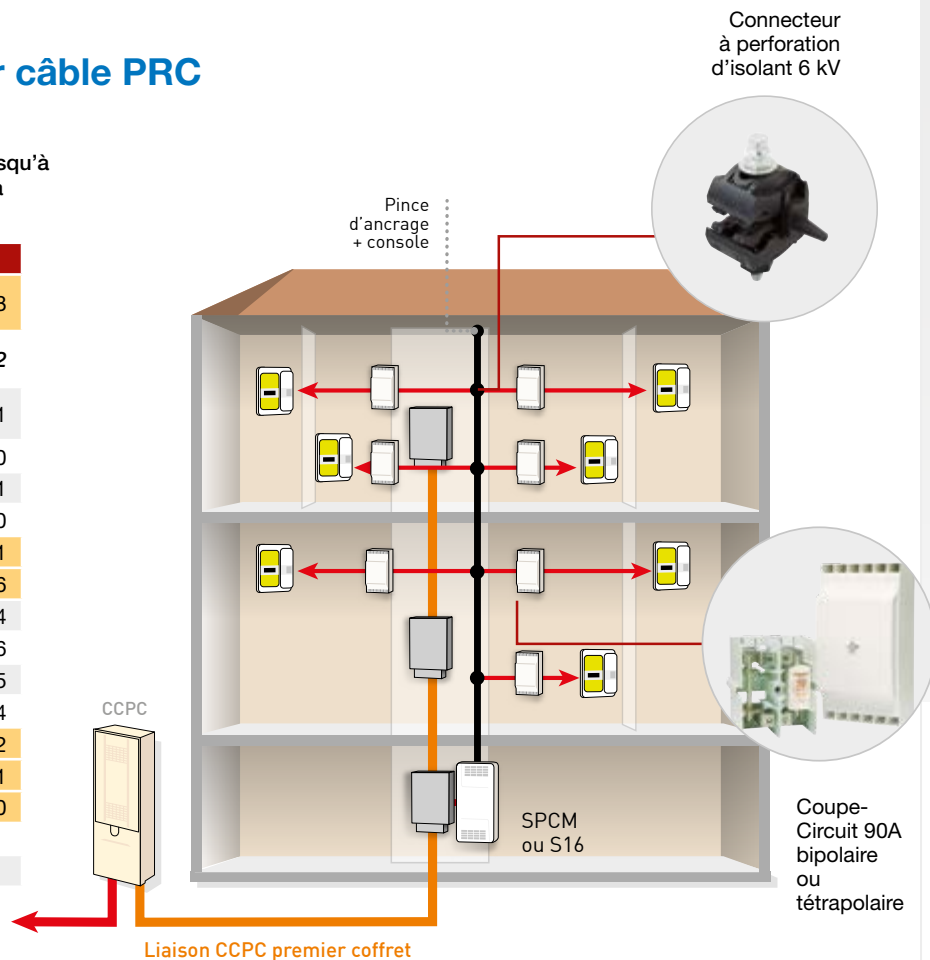 r câble PRC
squ'à
a
Connecteur
à perforation
d'isolant 6 kV
Pince
d'ancrage
+ console
3
2
1
0
1
0
1
6
4
6
5
4
2
1
0
CCPC
SPCM
ou S16
Coupe-
Circuit 90A
bipolaire
ou
tétrapolaire
Liaison CCPC premier coffret